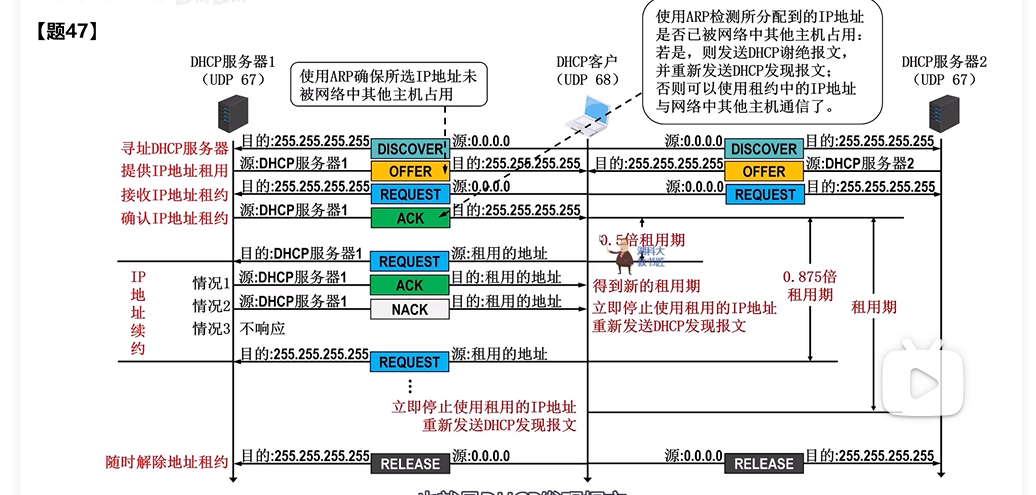 【题47】
DHCP服务器1
(UDP 67)
使用ARP确保所选IP地址未
被网络中其他主机占用
DHCP客户
(UDP 68)
使用ARP检测所分配到的IP地址
是否已被网络中其他主机占用:
若是,则发送DHCP谢绝报文,
并重新发送DHCP发现报文;
否则可以使用租约中的IP地址
与网络中其他主机通信了。
DHCP服务器2
(UDP 67)
寻址DHCP服务器 目的:255.255.255.255 DISCOVER 源:0.0.0.0 源:0.0.0.0 DISCOVER 目的:255.255.255.255
提供IP地址租用 源:DHCP服务器1 OFFER 目的:255.255.255.255 目的:255.255.255.255 OFFER 源:DHCP服务器2
接收IP地址租约 目的:255.255.255.255 REQUEST 源:0.0.0.0 源:0.0.0.0 REQUEST 目的:255.255.255.255
确认IP地址租约 源:DHCP服务器1 ACK 目的:255.255.255.255
0.5倍租用期
目的:DHCP服务器1 REQUEST 源:租用的地址
IP地址续约
情况1 源:DHCP服务器1 ACK 目的:租用的地址 得到新的租用期
情况2 源:DHCP服务器1 NACK 目的:租用的地址 立即停止使用租用的IP地址
重新发送DHCP发现报文
情况3 不响应
0.875倍
租用期
租用期
目的:255.255.255.255 REQUEST 源:租用的地址
立即停止使用租用的IP地址
重新发送DHCP发现报文
随时解除地址租约 目的:255.255.255.255 RELEASE 源:0.0.0.0 源:0.0.0.0 RELEASE 目的:255.255.255.255